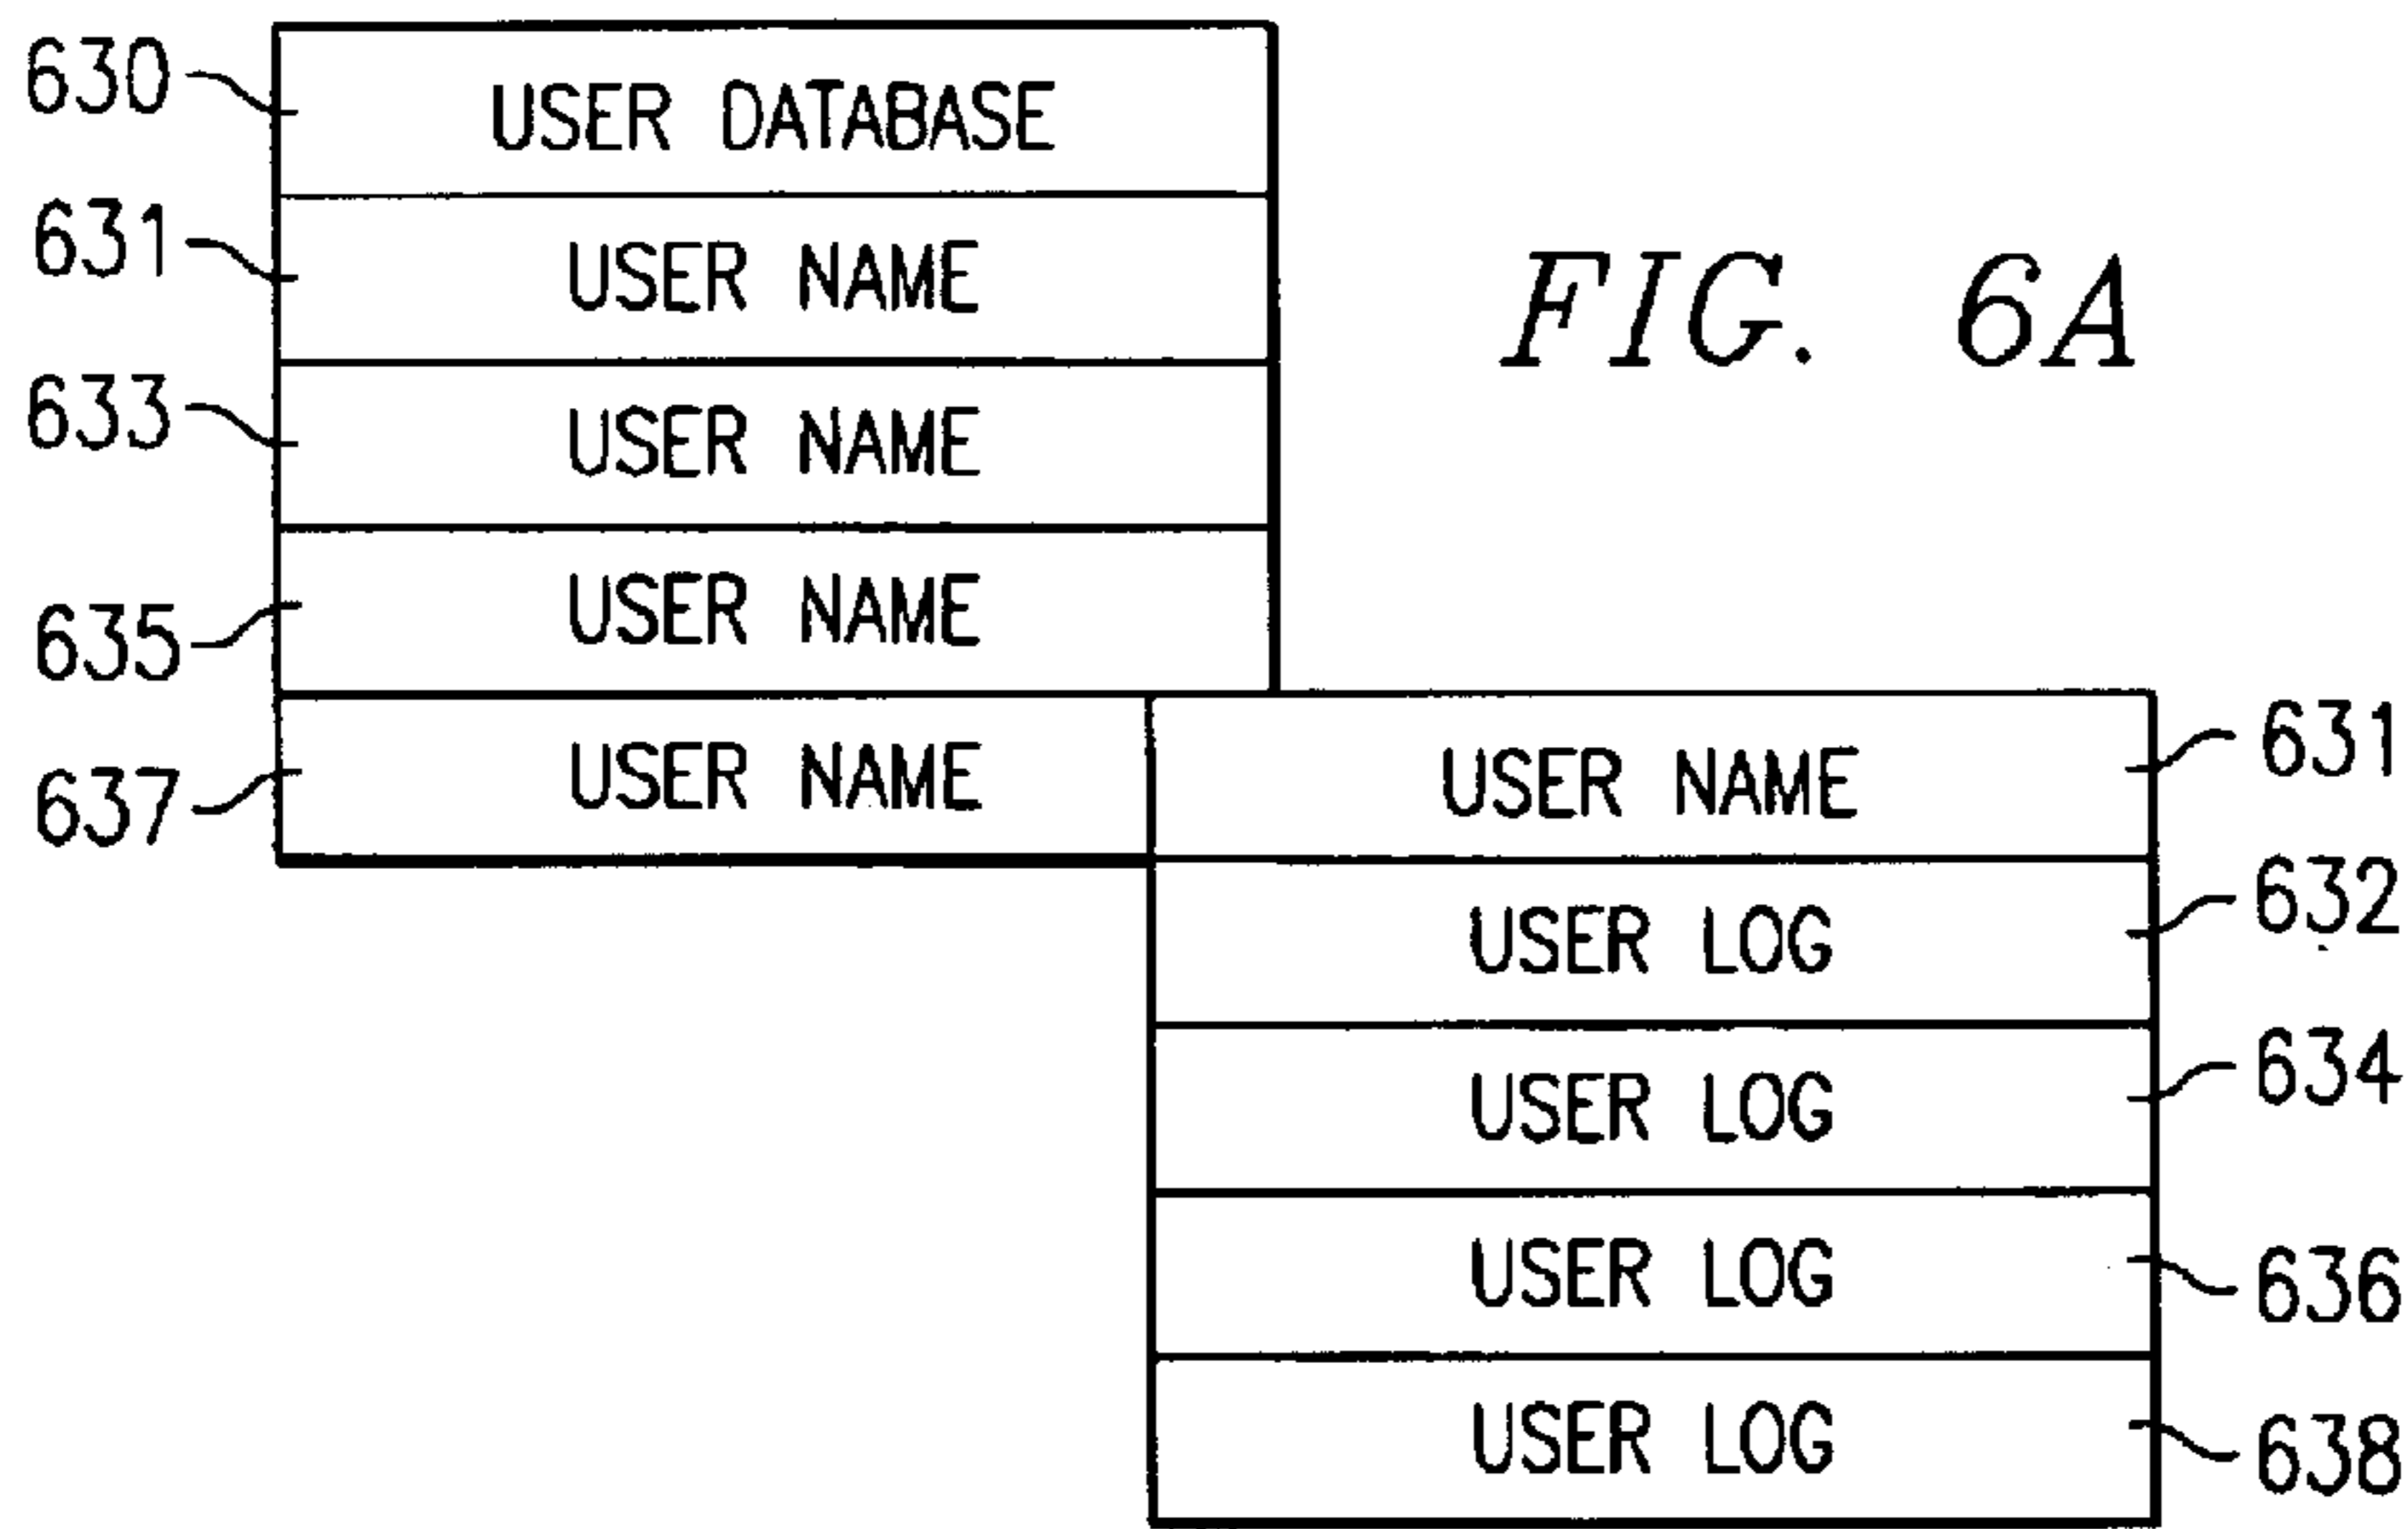 630 USER DATABASE
631 USER NAME
FIG. 6A
633 USER NAME
635 USER NAME
637 USER NAME USER NAME 631
USER LOG 632
USER LOG 634
USER LOG 636
USER LOG 638